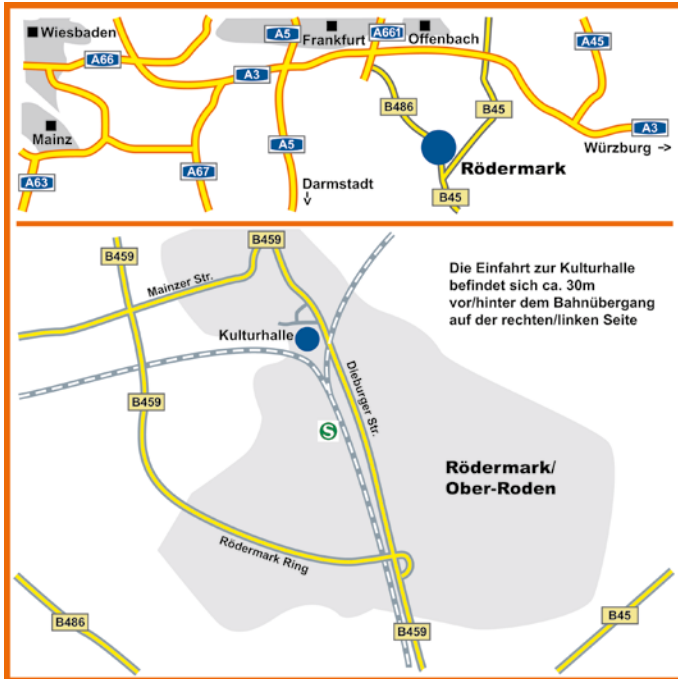 Wiesbaden
A66
A5
Frankfurt
A661
Offenbach
A45
A3
B486
B45
A3
Mainz
A5
Würzburg ->
A63
A67
Darmstadt
Rödermark
B45
B459
B459
Mainzer Str.
Die Einfahrt zur Kulturhalle
befindet sich ca. 30m
vor/hinter dem Bahnübergang
auf der rechten/linken Seite
Kulturhalle
Dieburger Str.
B459
S
Rödermark/
Ober-Roden
Rödermark Ring
B486
B459
B45